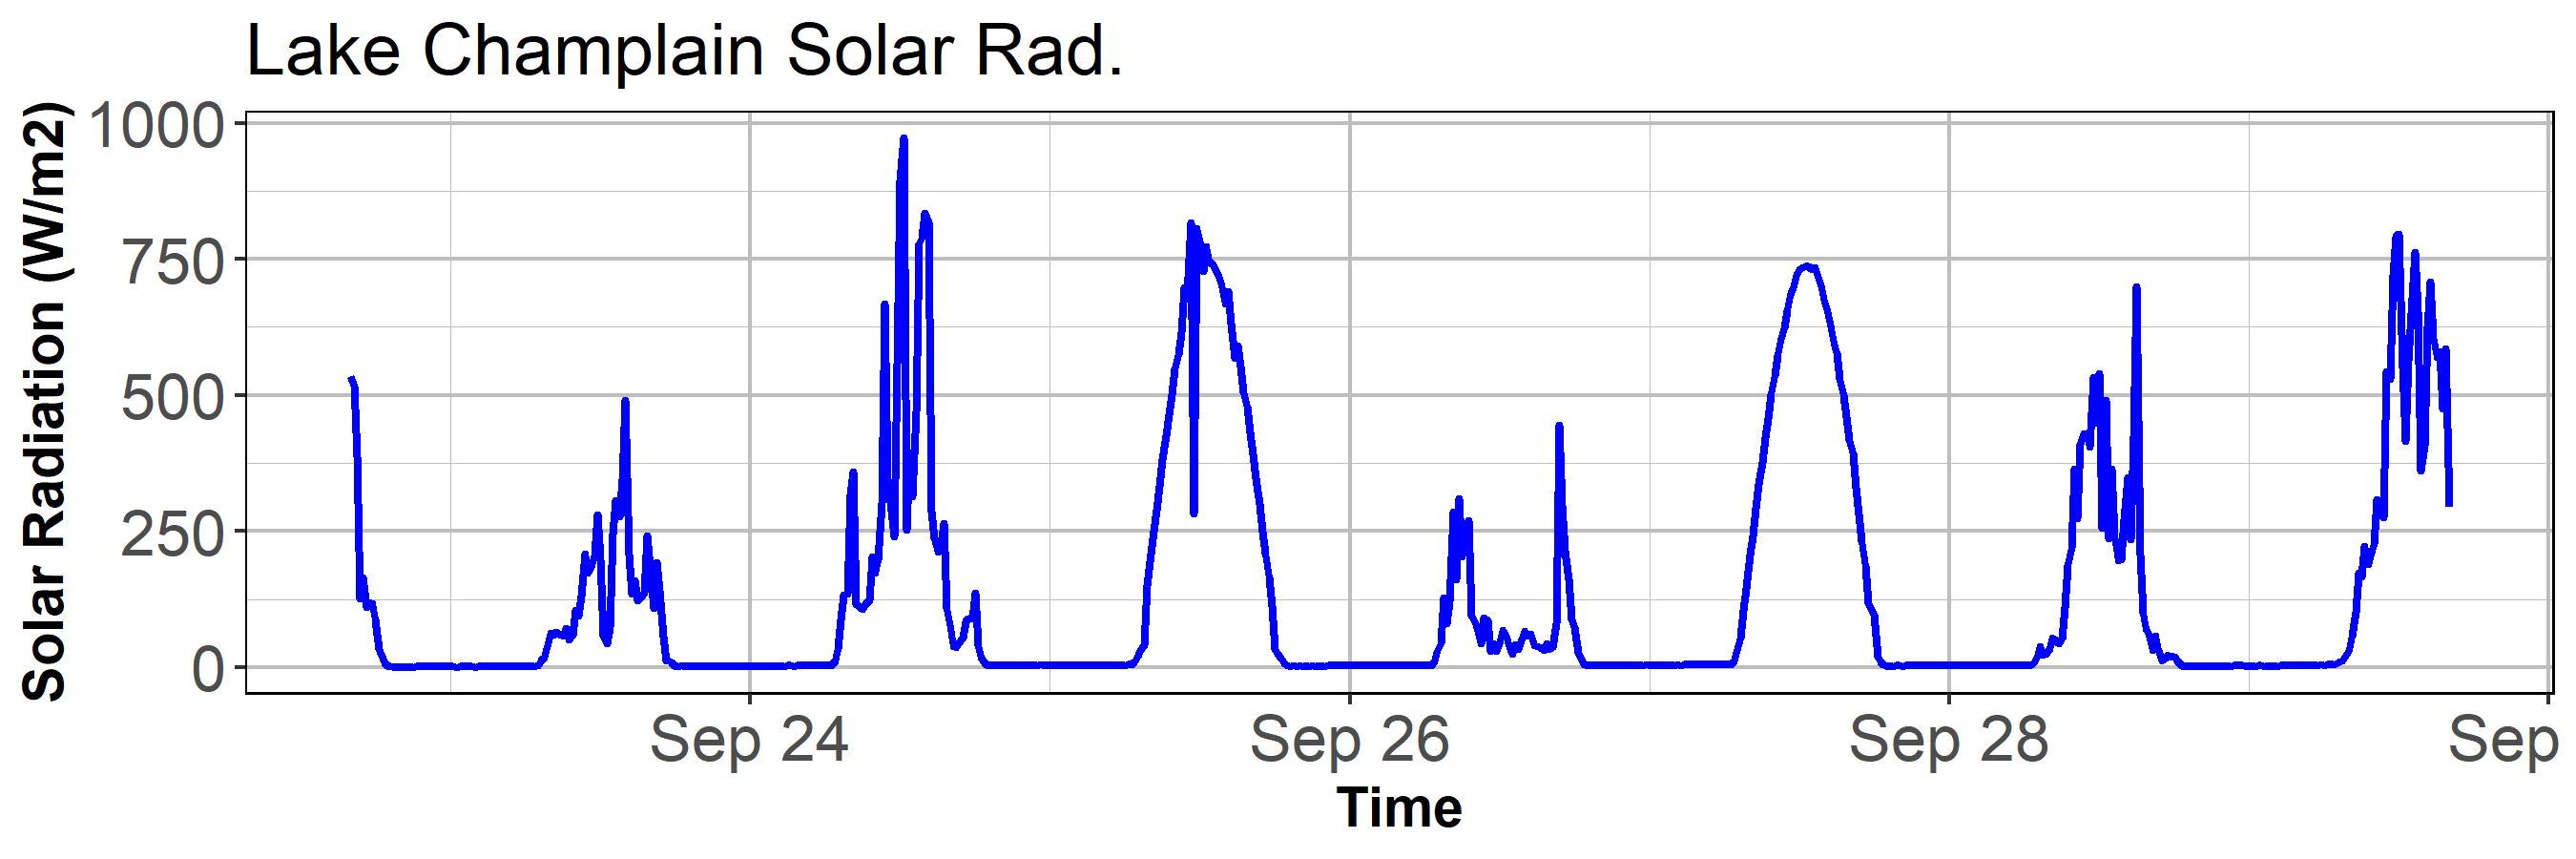 Lake Champlain Solar Rad.
Solar Radiation (W/m2)
1000
750
500
250
0
Sep 24 Sep 26 Sep 28 Sep
Time